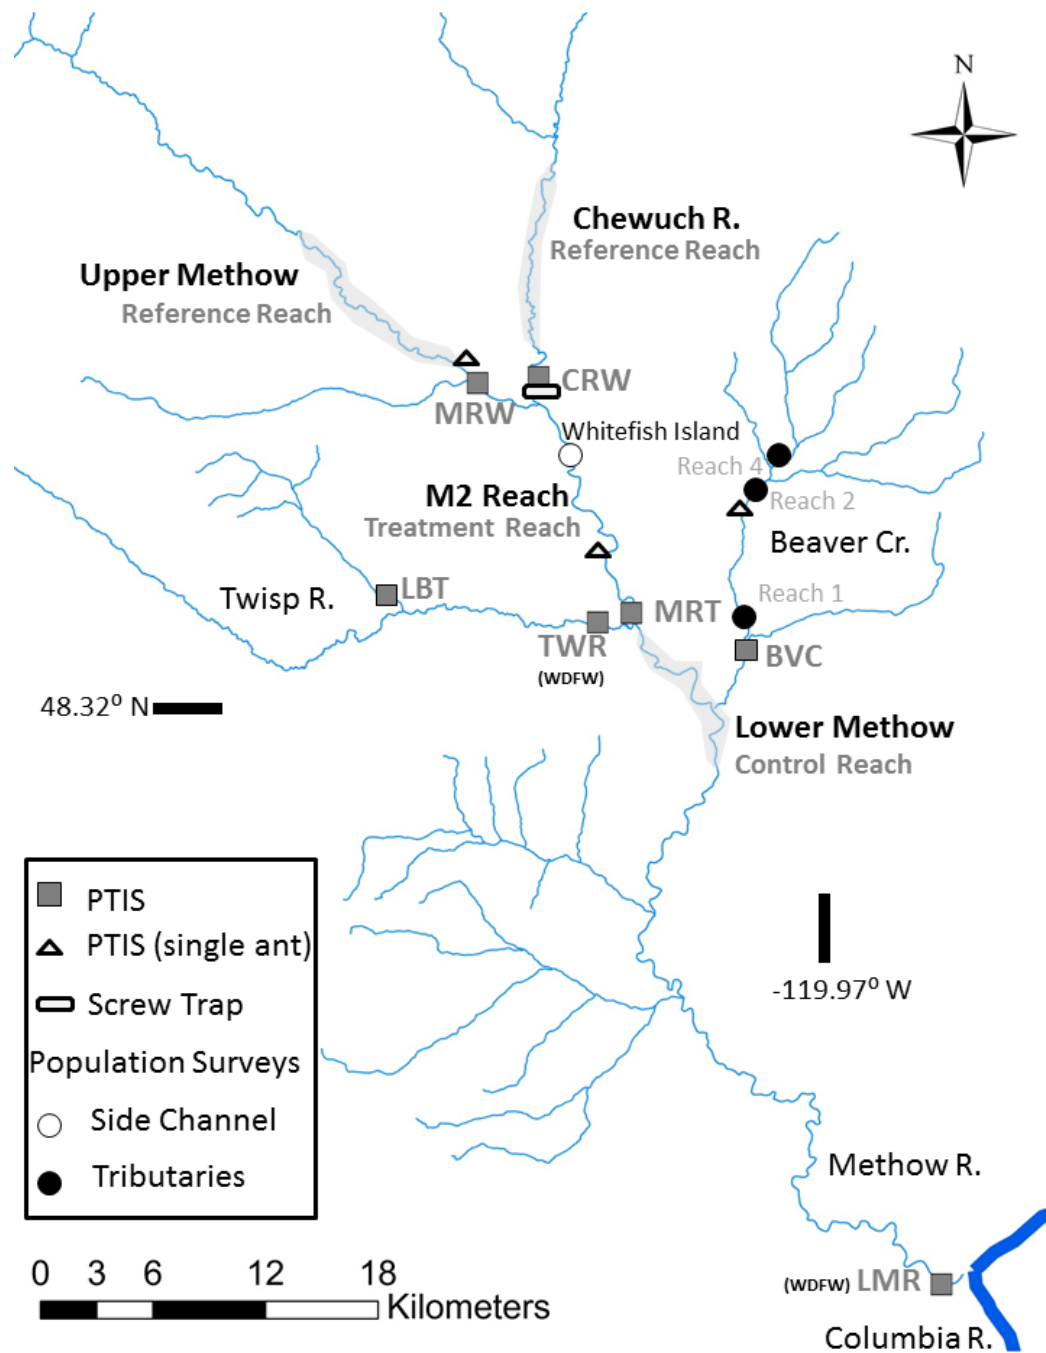 N
Chewuch R.
Reference Reach
Upper Methow
Reference Reach
CRW
MRW
Whitefish Island
Reach 4
M2 Reach
Reach 2
Treatment Reach
Beaver Cr.
LBT
Reach 1
Twisp R.
MRT
TWR
BVC
(WDFW)
48.32⁰ N
Lower Methow
Control Reach
PTIS
PTIS (single ant)
-119.97⁰ W
Screw Trap
Population Surveys
Side Channel
Methow R.
Tributaries
0 3 6 12 18
(WDFW) LMR
Kilometers
Columbia R.